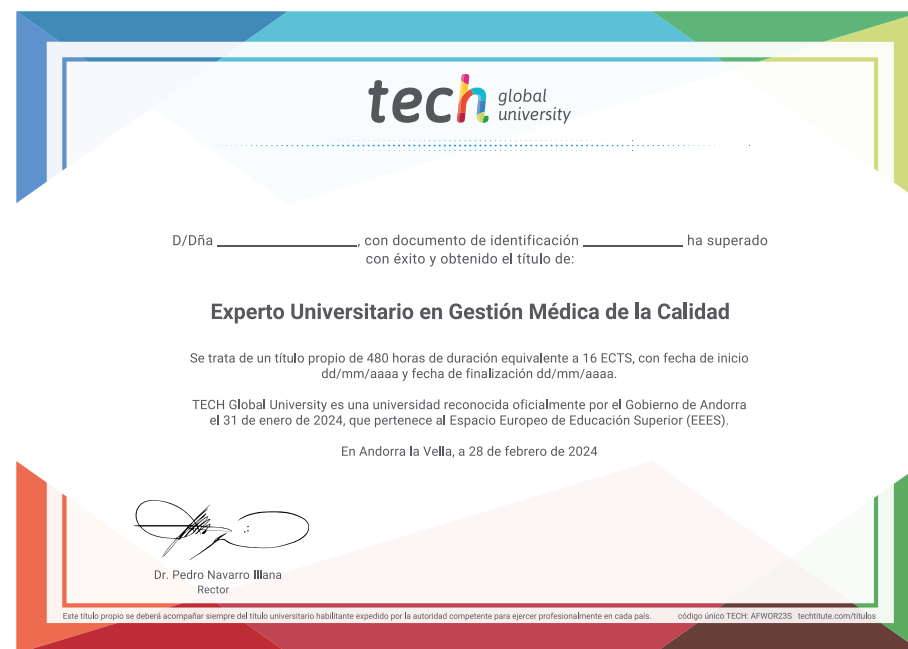 tech global university
D/Dña ____________________, con documento de identificación ______________ ha superado
con éxito y obtenido el título de:
Experto Universitario en Gestión Médica de la Calidad
Se trata de un título propio de 480 horas de duración equivalente a 16 ECTS, con fecha de inicio
dd/mm/aaaa y fecha de finalización dd/mm/aaaa.
TECH Global University es una universidad reconocida oficialmente por el Gobierno de Andorra
el 31 de enero de 2024, que pertenece al Espacio Europeo de Educación Superior (EEES).
En Andorra la Vella, a 28 de febrero de 2024
Dr. Pedro Navarro Illana
Rector
Este título propio se deberá acompañar siempre del título universitario habilitante expedido por la autoridad competente para ejercer profesionalmente en cada país. código único TECH: AFWOR23S techtitute.com/titulos